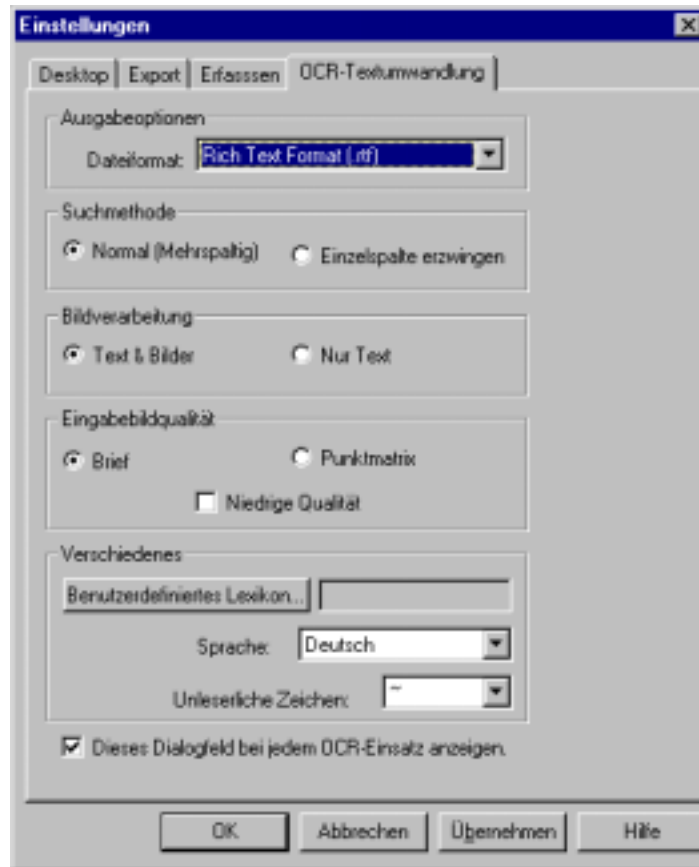 Einstellungen
Desktop Export Erfasssen OCR-Textumwandlung
Ausgabeoptionen
Dateiformat: Rich Text Format (.rtf)
Suchmethode
Normal (Mehrspaltig) Einzelspalte erzwingen
Bildverarbeitung
Text & Bilder Nur Text
Eingabebildqualität
Brief Punktmatrix
Niedrige Qualität
Verschiedenes
Benutzerdefiniertes Lexikon...
Sprache: Deutsch
Unleserliche Zeichen: ~
Dieses Dialogfeld bei jedem OCR-Einsatz anzeigen.
OK Abbrechen Übernehmen Hilfe